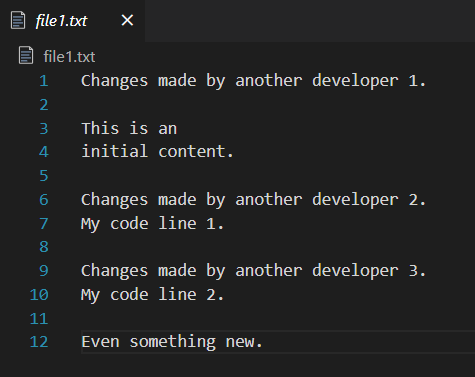 file1.txt ×
file1.txt
1 Changes made by another developer 1.
2
3 This is an
4 initial content.
5
6 Changes made by another developer 2.
7 My code line 1.
8
9 Changes made by another developer 3.
10 My code line 2.
11
12 Even something new.